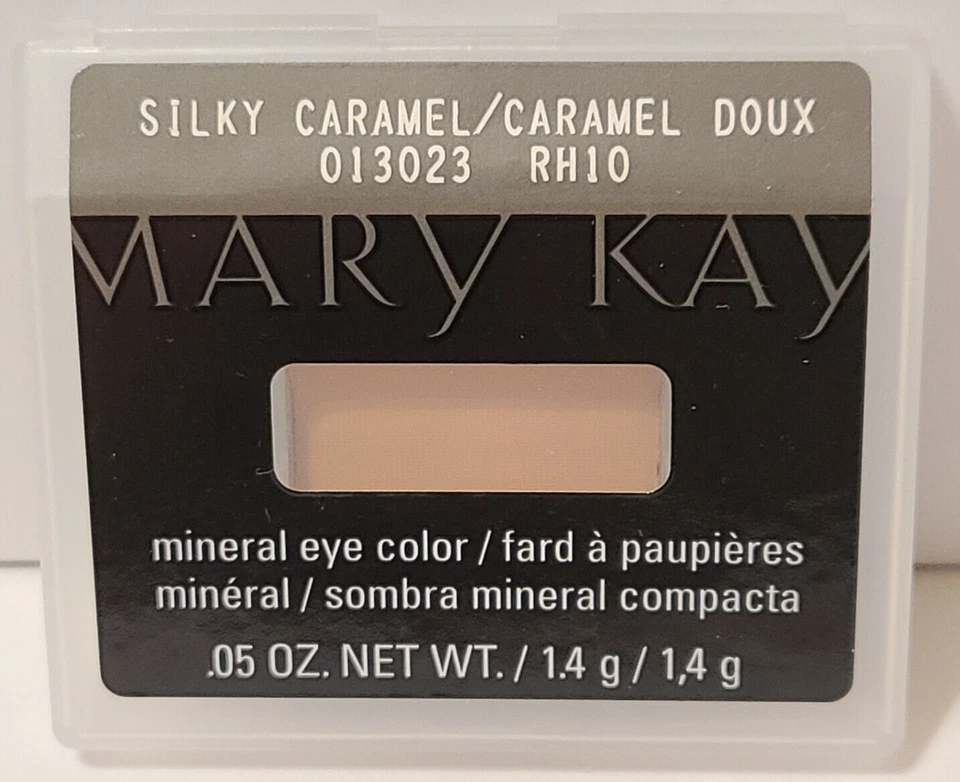 SILKY CARAMEL/CARAMEL DOUX
013023 RH10
MARY KAY
mineral eye color / fard à paupières
minéral / sombra mineral compacta
.05 OZ. NET WT. / 1.4 g / 1,4 g